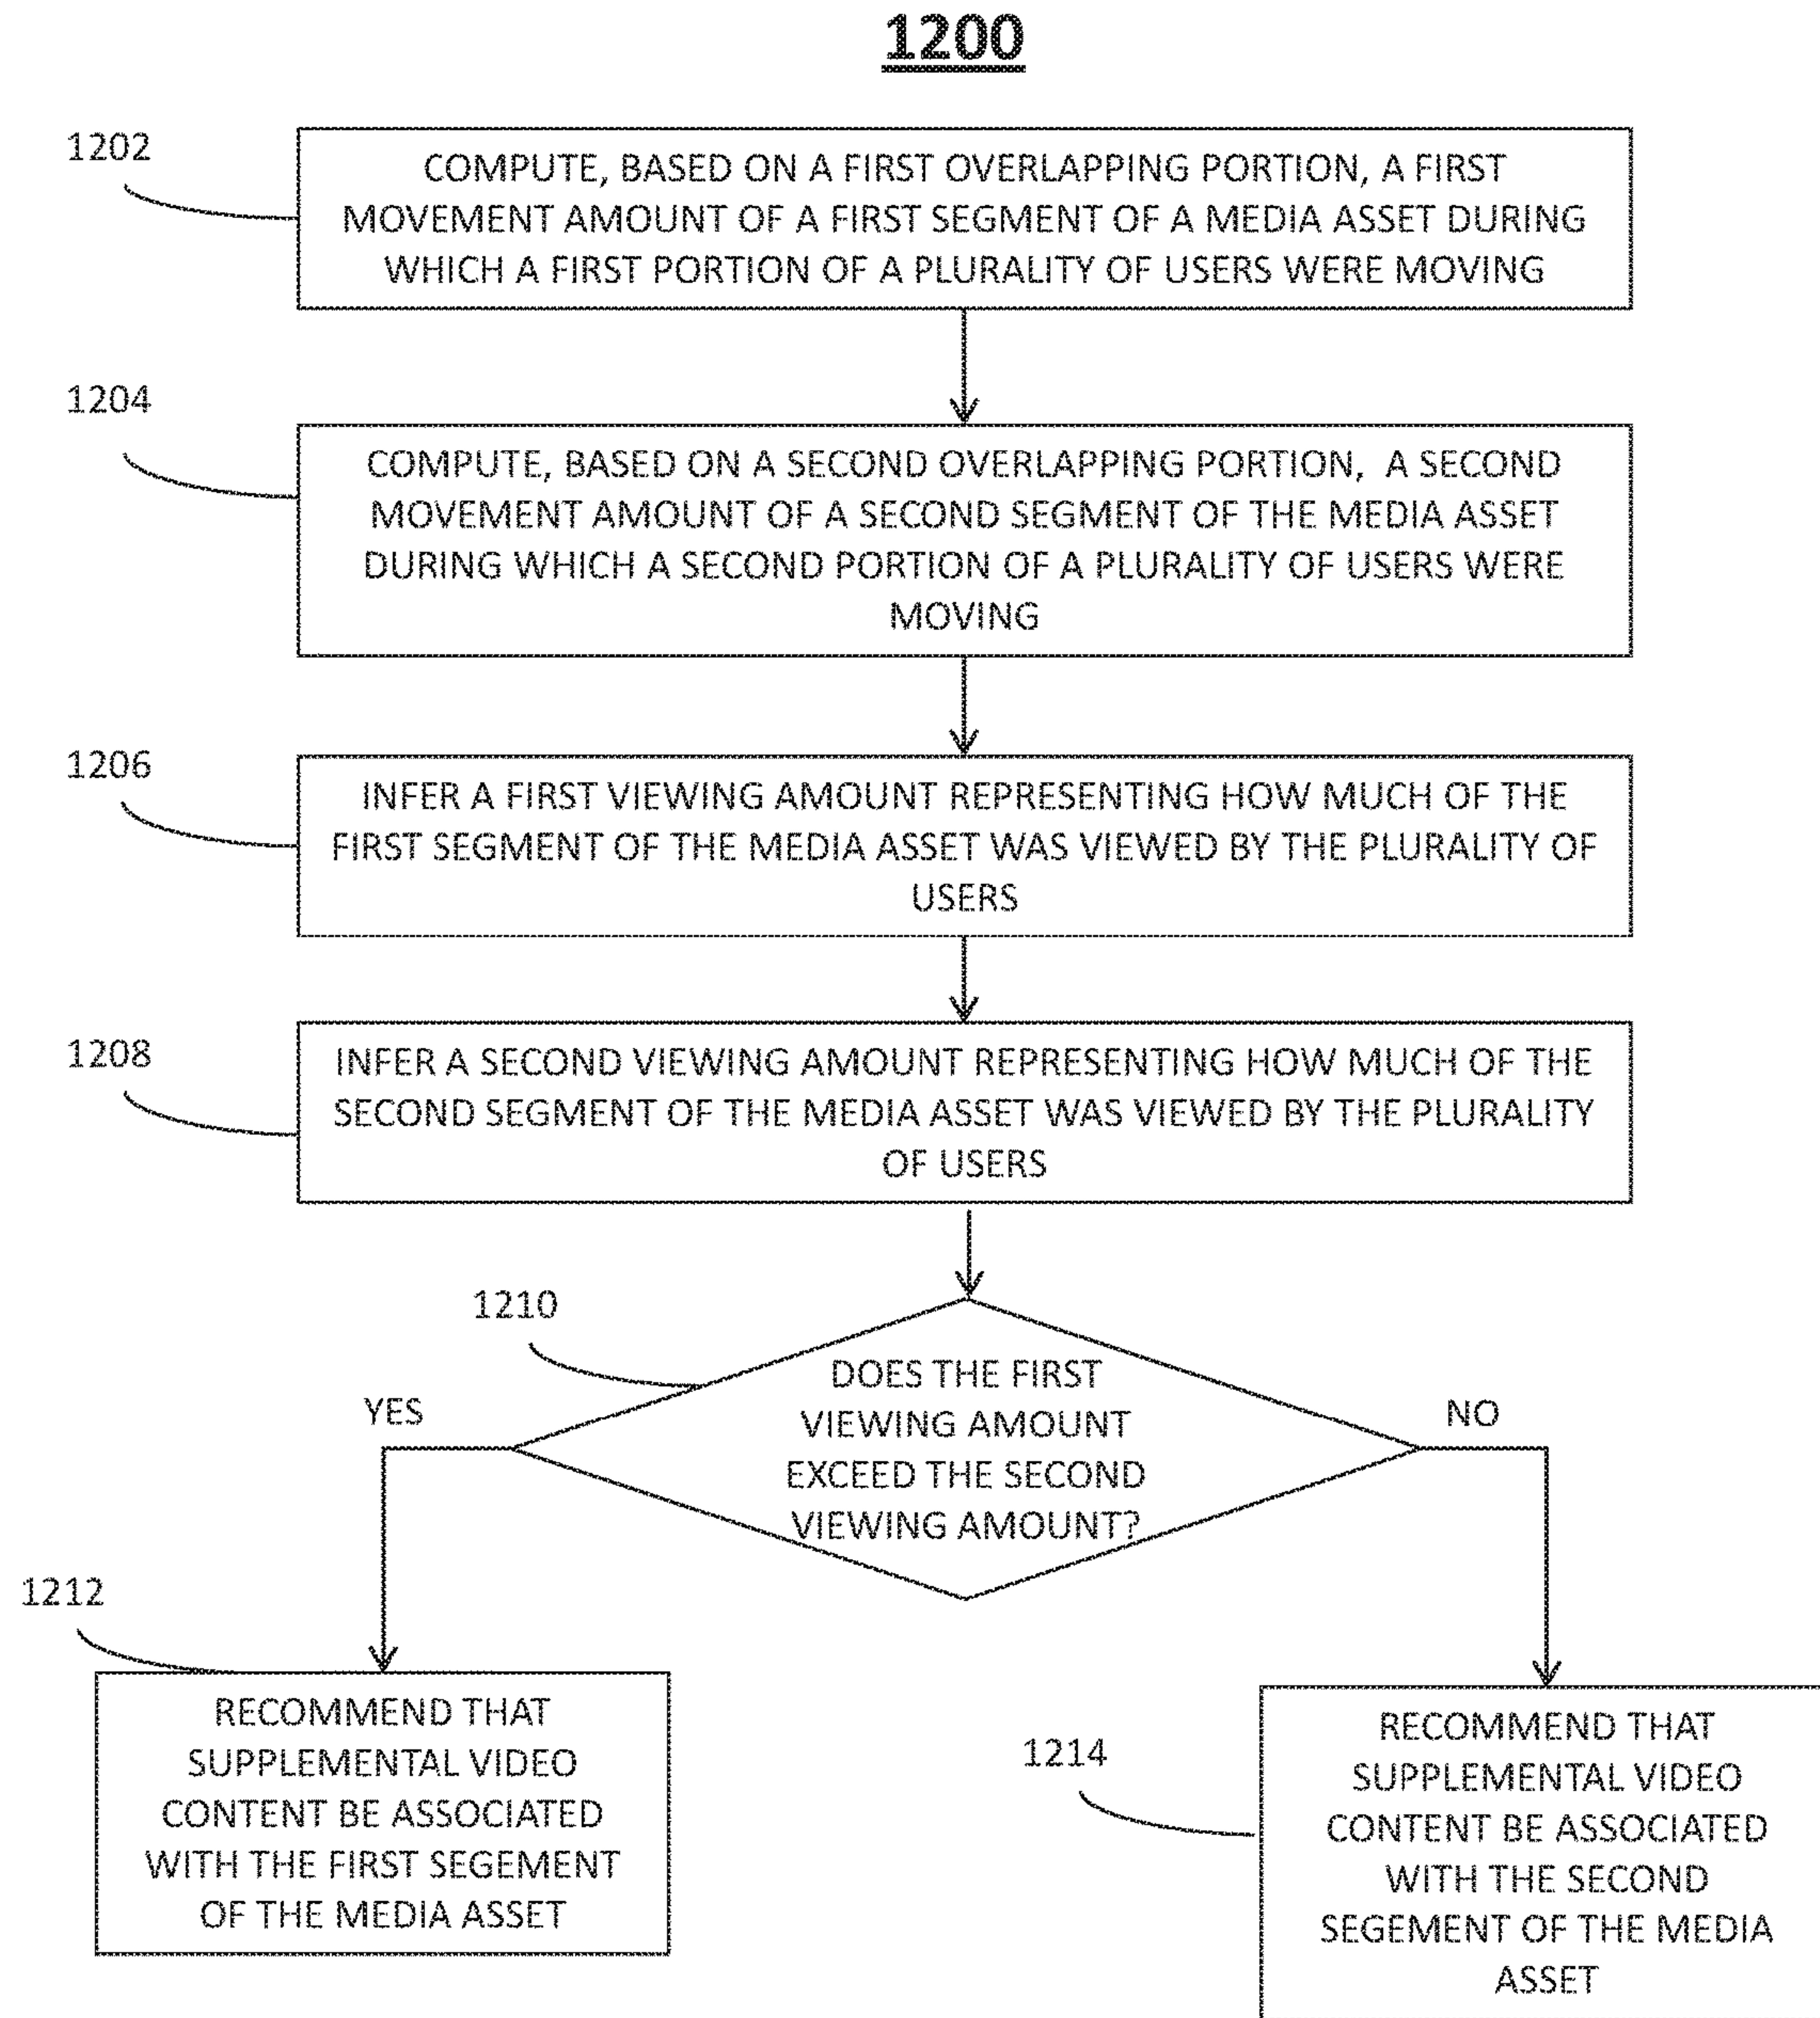 1200
1202
COMPUTE, BASED ON A FIRST OVERLAPPING PORTION, A FIRST
MOVEMENT AMOUNT OF A FIRST SEGMENT OF A MEDIA ASSET DURING
WHICH A FIRST PORTION OF A PLURALITY OF USERS WERE MOVING
1204
COMPUTE, BASED ON A SECOND OVERLAPPING PORTION, A SECOND
MOVEMENT AMOUNT OF A SECOND SEGMENT OF THE MEDIA ASSET
DURING WHICH A SECOND PORTION OF A PLURALITY OF USERS WERE
MOVING
1206
INFER A FIRST VIEWING AMOUNT REPRESENTING HOW MUCH OF THE
FIRST SEGMENT OF THE MEDIA ASSET WAS VIEWED BY THE PLURALITY OF
USERS
1208
INFER A SECOND VIEWING AMOUNT REPRESENTING HOW MUCH OF THE
SECOND SEGMENT OF THE MEDIA ASSET WAS VIEWED BY THE PLURALITY
OF USERS
1210
DOES THE FIRST
VIEWING AMOUNT
EXCEED THE SECOND
VIEWING AMOUNT?
YES
NO
1212
RECOMMEND THAT
SUPPLEMENTAL VIDEO
CONTENT BE ASSOCIATED
WITH THE FIRST SEGEMENT
OF THE MEDIA ASSET
1214
RECOMMEND THAT
SUPPLEMENTAL VIDEO
CONTENT BE ASSOCIATED
WITH THE SECOND
SEGEMENT OF THE MEDIA
ASSET